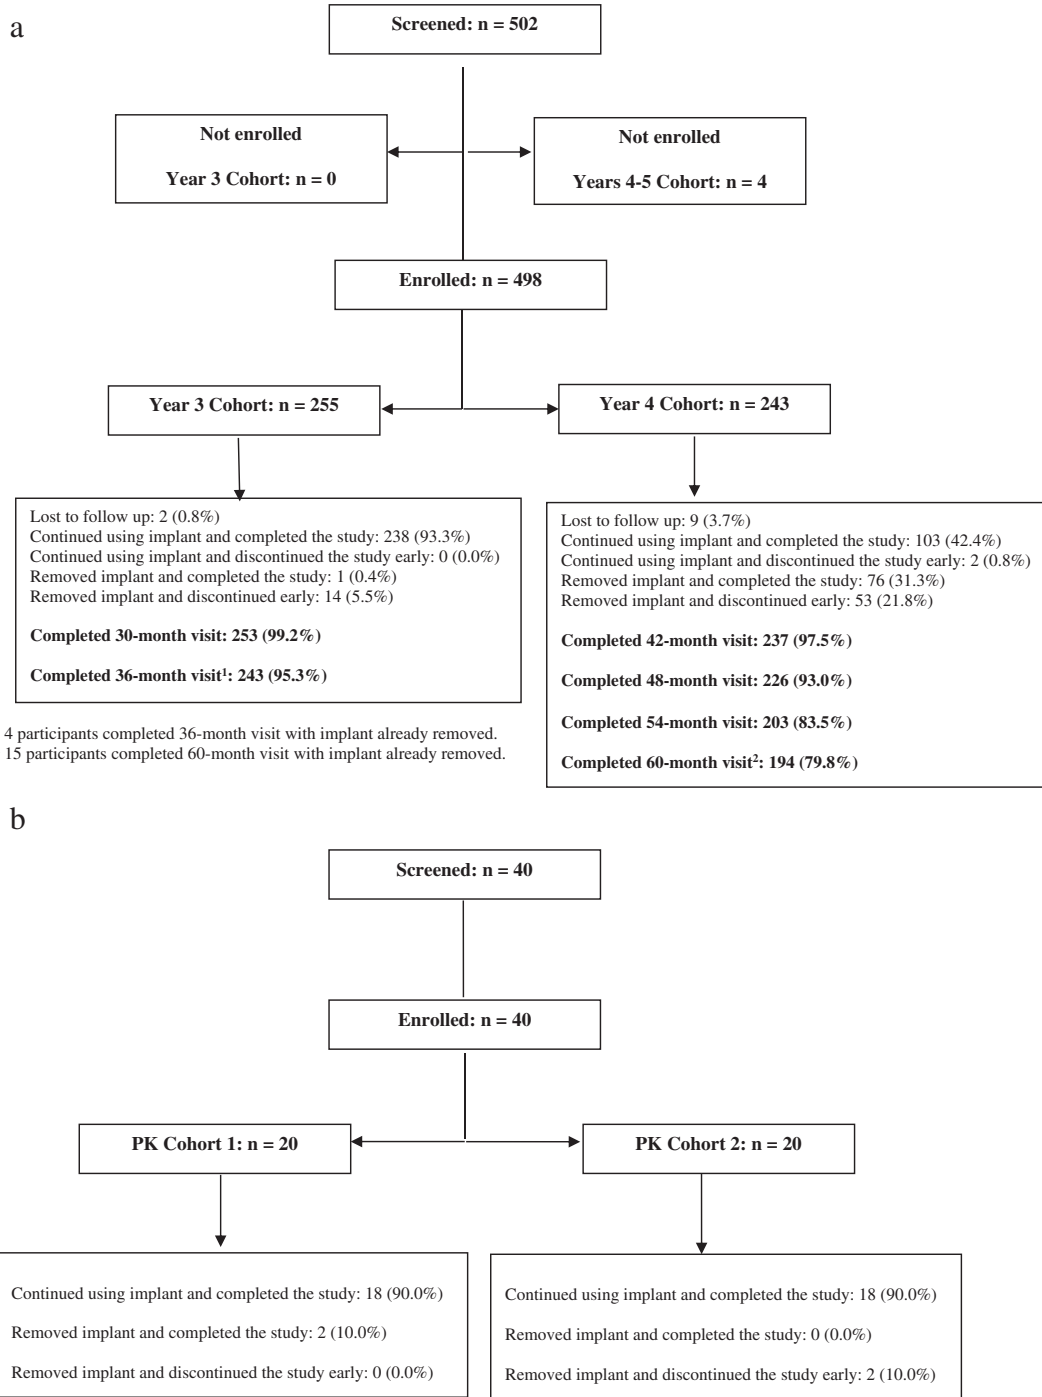 a
Screened: n = 502
Not enrolled
Year 3 Cohort: n = 0
Not enrolled
Years 4-5 Cohort: n = 4
Enrolled: n = 498
Year 3 Cohort: n = 255
Year 4 Cohort: n = 243
Lost to follow up: 2 (0.8%)
Continued using implant and completed the study: 238 (93.3%)
Continued using implant and discontinued the study early: 0 (0.0%)
Removed implant and completed the study: 1 (0.4%)
Removed implant and discontinued early: 14 (5.5%)
Completed 30-month visit: 253 (99.2%)
Completed 36-month visit¹: 243 (95.3%)
Lost to follow up: 9 (3.7%)
Continued using implant and completed the study: 103 (42.4%)
Continued using implant and discontinued the study early: 2 (0.8%)
Removed implant and completed the study: 76 (31.3%)
Removed implant and discontinued early: 53 (21.8%)
Completed 42-month visit: 237 (97.5%)
Completed 48-month visit: 226 (93.0%)
Completed 54-month visit: 203 (83.5%)
Completed 60-month visit²: 194 (79.8%)
4 participants completed 36-month visit with implant already removed.
15 participants completed 60-month visit with implant already removed.
b
Screened: n = 40
Enrolled: n = 40
PK Cohort 1: n = 20
PK Cohort 2: n = 20
Continued using implant and completed the study: 18 (90.0%)
Removed implant and completed the study: 2 (10.0%)
Removed implant and discontinued the study early: 0 (0.0%)
Continued using implant and completed the study: 18 (90.0%)
Removed implant and completed the study: 0 (0.0%)
Removed implant and discontinued the study early: 2 (10.0%)